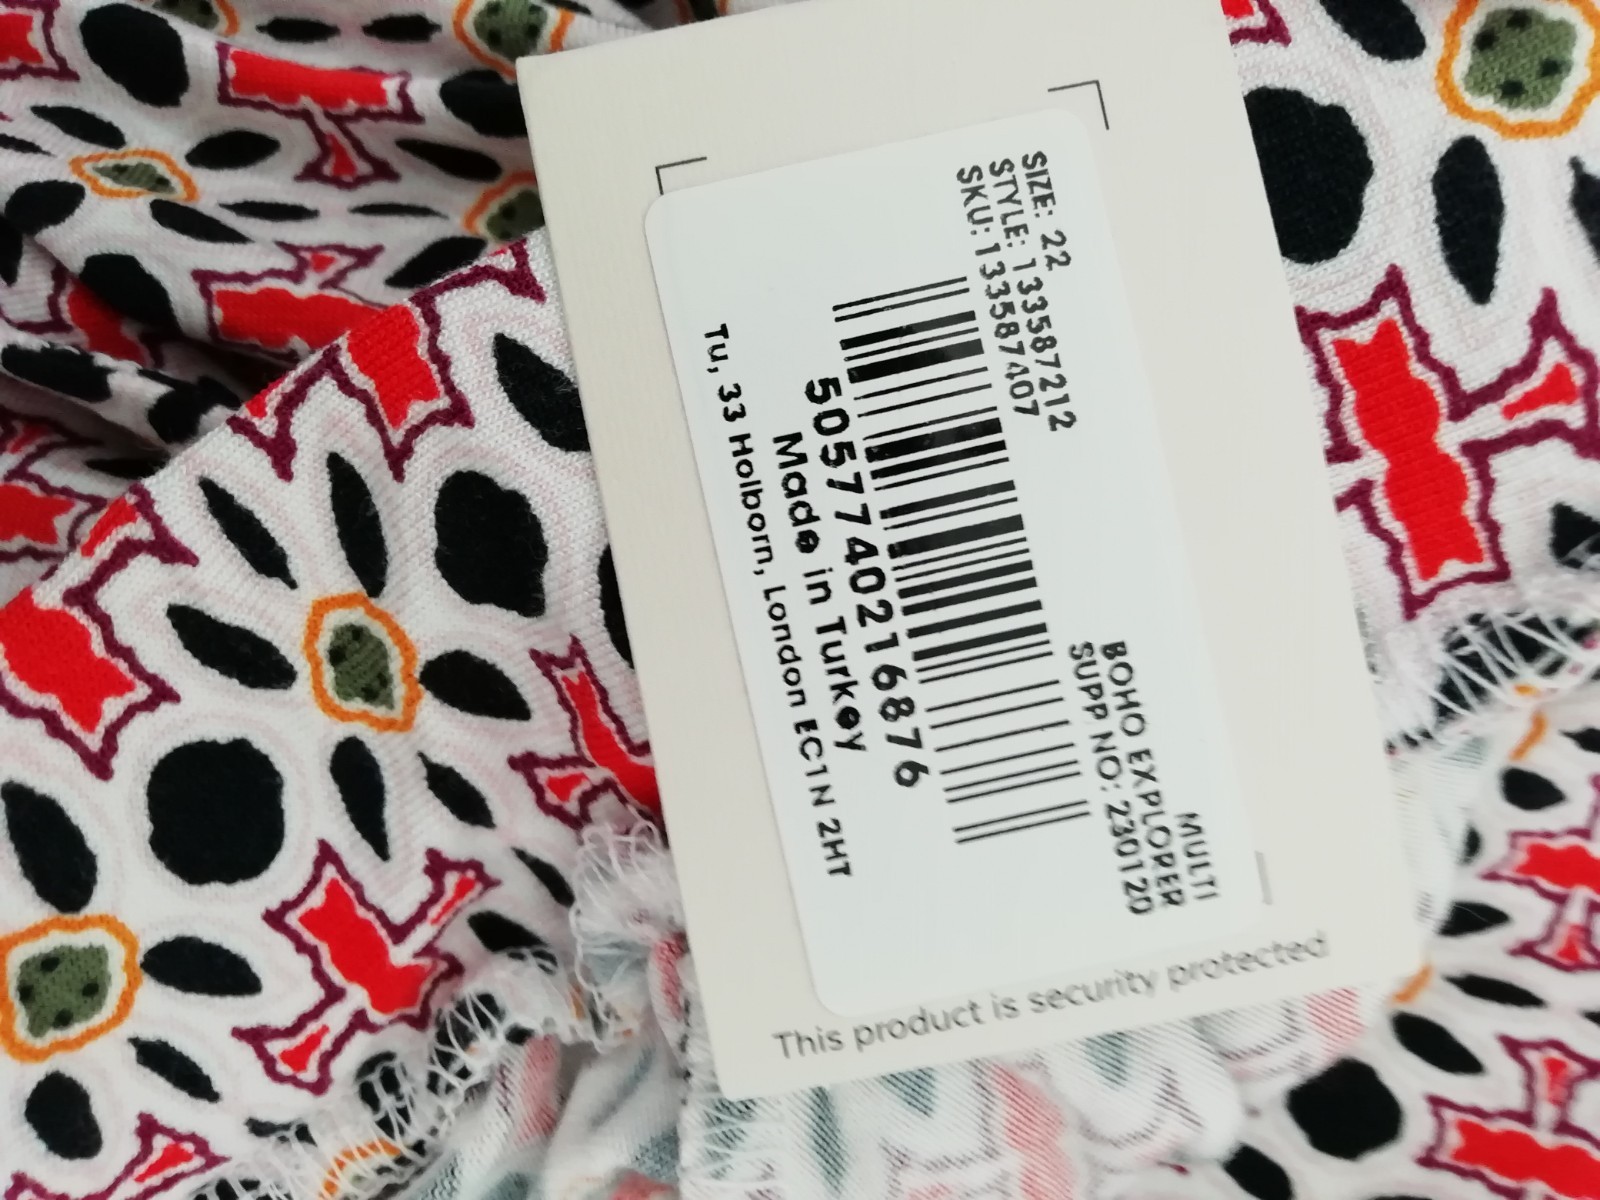 SIZE: 22
STYLE: 133587212
SKU: 133587407
MULTI
BOHO EXPLORER
SUPP NO: 230120
5057740216876
Made in Turkey
Tu, 33 Holborn, London EC1N 2HT
This product is security protected